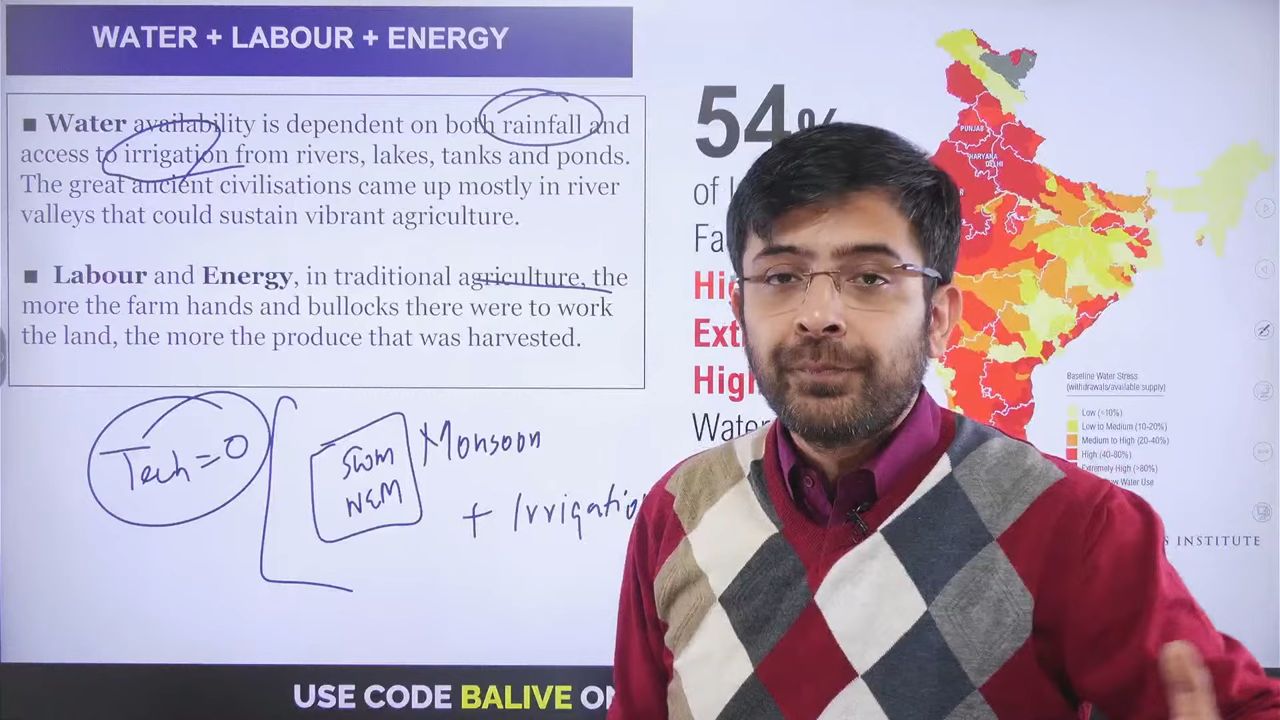 WATER + LABOUR + ENERGY
■ Water availability is dependent on both rainfall and
access to irrigation from rivers, lakes, tanks and ponds.
The great ancient civilisations came up mostly in river
valleys that could sustain vibrant agriculture.
■ Labour and Energy, in traditional agriculture, the
more the farm hands and bullocks there were to work
the land, the more the produce that was harvested.
Tech = 0
SWM
NEM
Monsoon
+ Irrigatio
54%
of
Fa
Hi
Ext
High
Water
PUNJAB
HARYANA
DELHI
Baseline Water Stress
(withdrawals/available supply)
Low (<10%)
Low to Medium (10-20%)
Medium to High (20-40%)
High (40-80%)
Extremely High (>80%)
Water Use
S INSTITUTE
USE CODE BALIVE ON